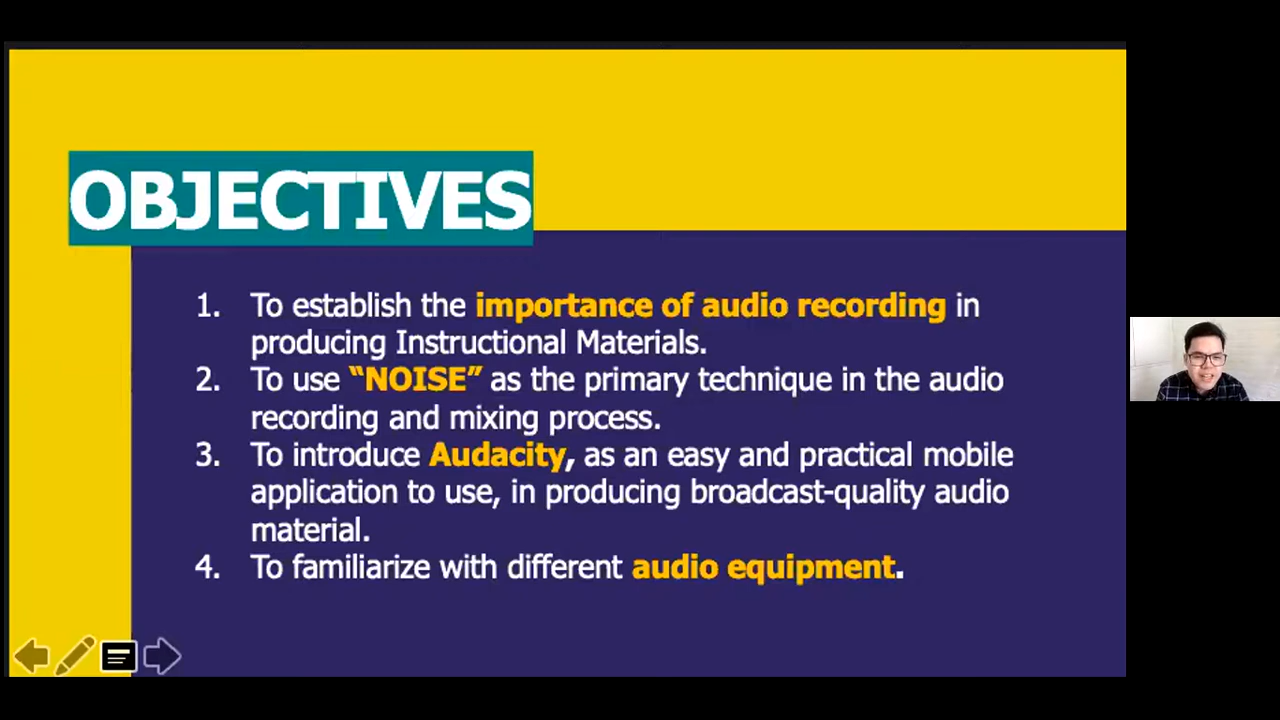 OBJECTIVES
1. To establish the importance of audio recording in
producing Instructional Materials.
2. To use “NOISE” as the primary technique in the audio
recording and mixing process.
3. To introduce Audacity, as an easy and practical mobile
application to use, in producing broadcast-quality audio
material.
4. To familiarize with different audio equipment.